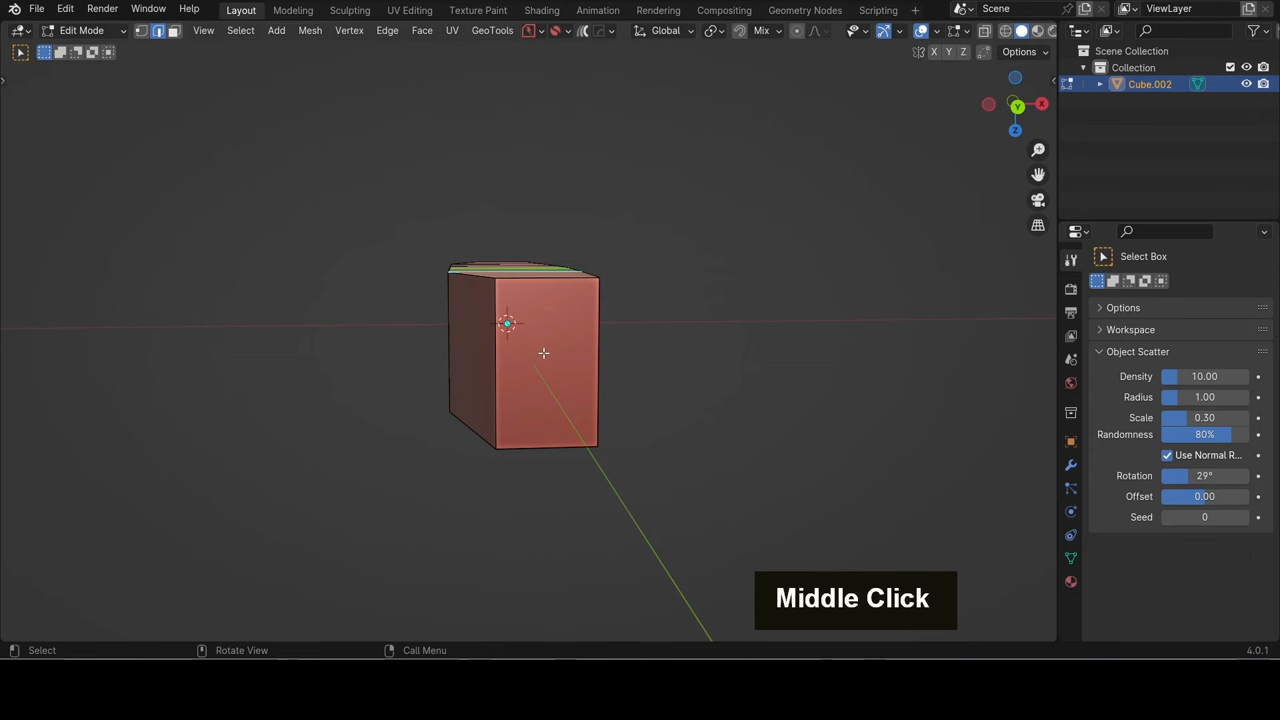 File Edit Render Window Help Layout Modeling Sculpting UV Editing Texture Paint Shading Animation Rendering Compositing Geometry Nodes Scripting + Scene ViewLayer
Edit Mode View Select Add Mesh Vertex Edge Face UV GeoTools Global Mix
X Y Z Options
Scene Collection
Collection
Cube.002
X
Y
Z
Select Box
Options
Workspace
Object Scatter
Density 10.00
Radius 1.00
Scale 0.30
Randomness 80%
Use Normal R...
Rotation 29°
Offset 0.00
Seed 0
Middle Click
Select Rotate View Call Menu 4.0.1